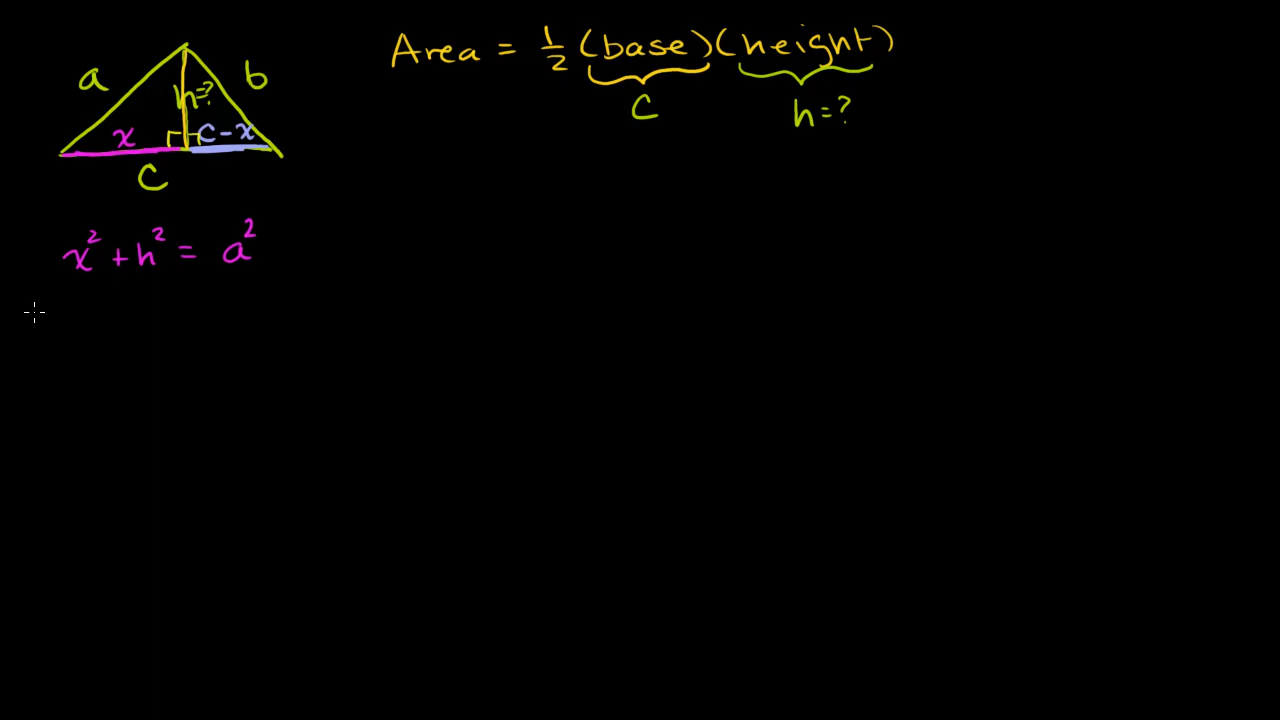 Area = 1/2 (base)(height)
c h=?
a b
h=?
x c-x
c
x² + h² = a²